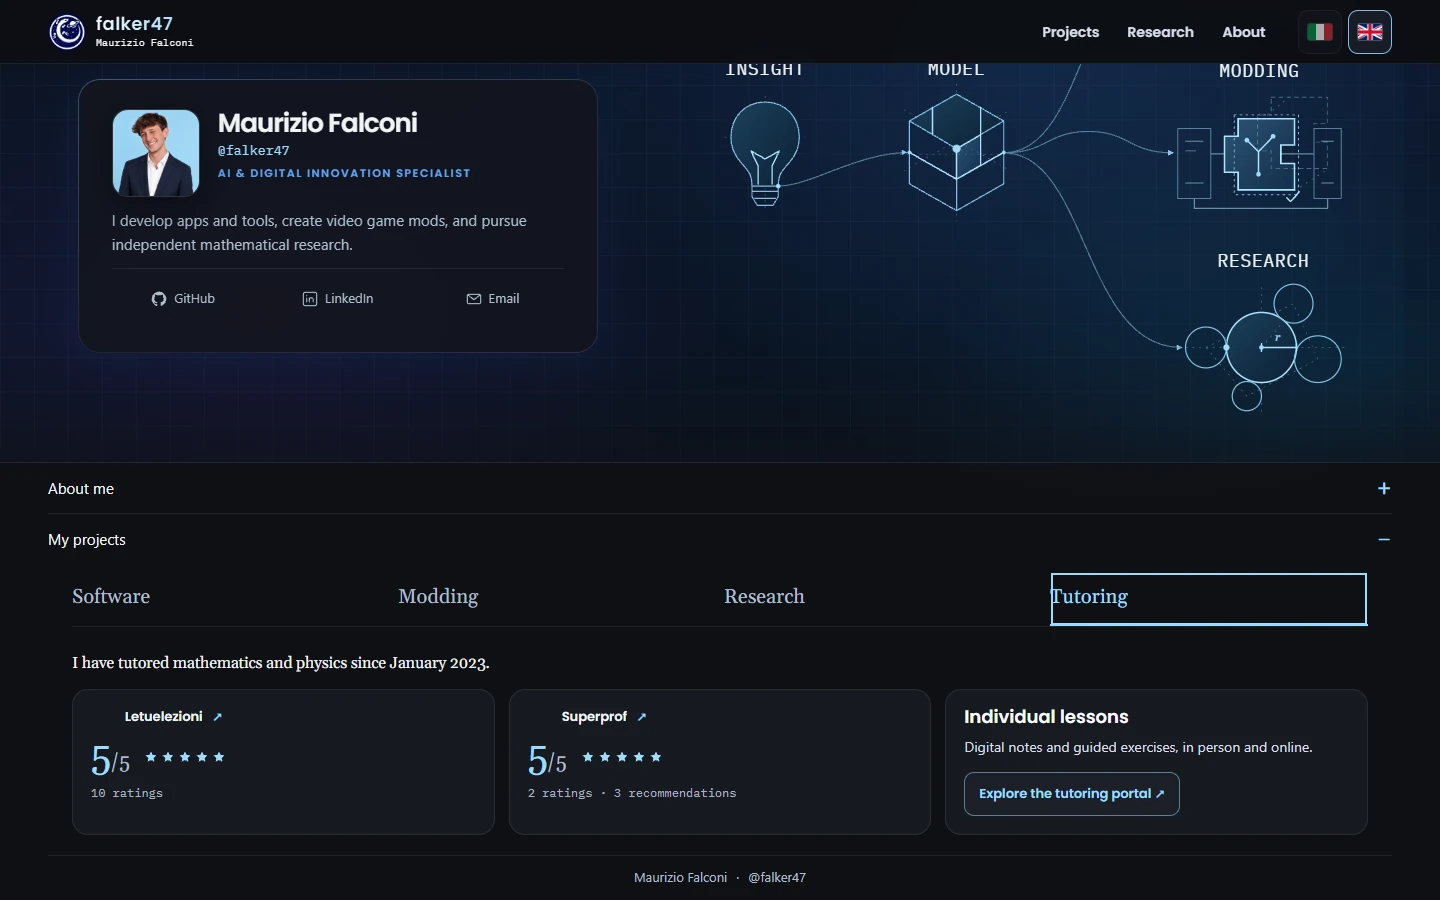 falker47
Maurizio Falconi
Projects
Research
About
INSIGHT
MODEL
MODDING
Maurizio Falconi
@falker47
AI & DIGITAL INNOVATION SPECIALIST
I develop apps and tools, create video game mods, and pursue
independent mathematical research.
GitHub
LinkedIn
Email
RESEARCH
r
About me
+
My projects
−
Software
Modding
Research
Tutoring
I have tutored mathematics and physics since January 2023.
Letuelezioni ↗
5/5 ★ ★ ★ ★ ★
10 ratings
Superprof ↗
5/5 ★ ★ ★ ★ ★
2 ratings · 3 recommendations
Individual lessons
Digital notes and guided exercises, in person and online.
Explore the tutoring portal ↗
Maurizio Falconi · @falker47